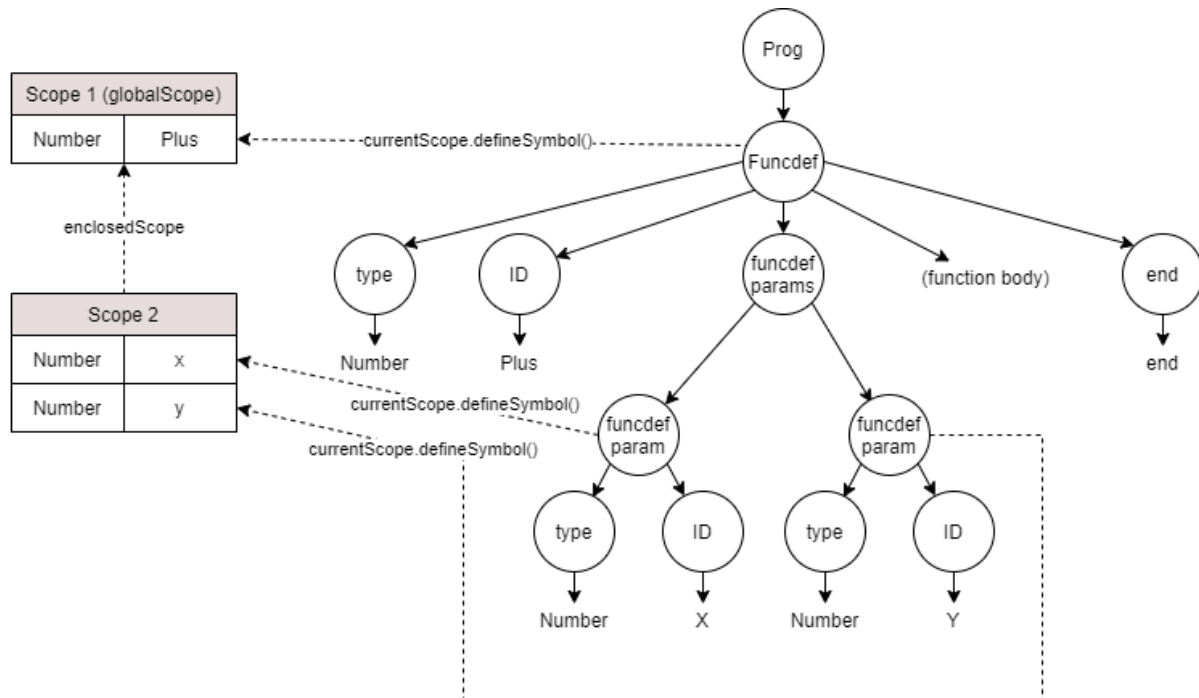 Prog
Scope 1 (globalScope)
Number
Plus
currentScope.defineSymbol()
Funcdef
enclosedScope
type
ID
funcdef
params
(function body)
end
Scope 2
Number
x
Number
Plus
end
Number
y
currentScope.defineSymbol()
currentScope.defineSymbol()
funcdef
param
funcdef
param
type
ID
type
ID
Number
X
Number
Y